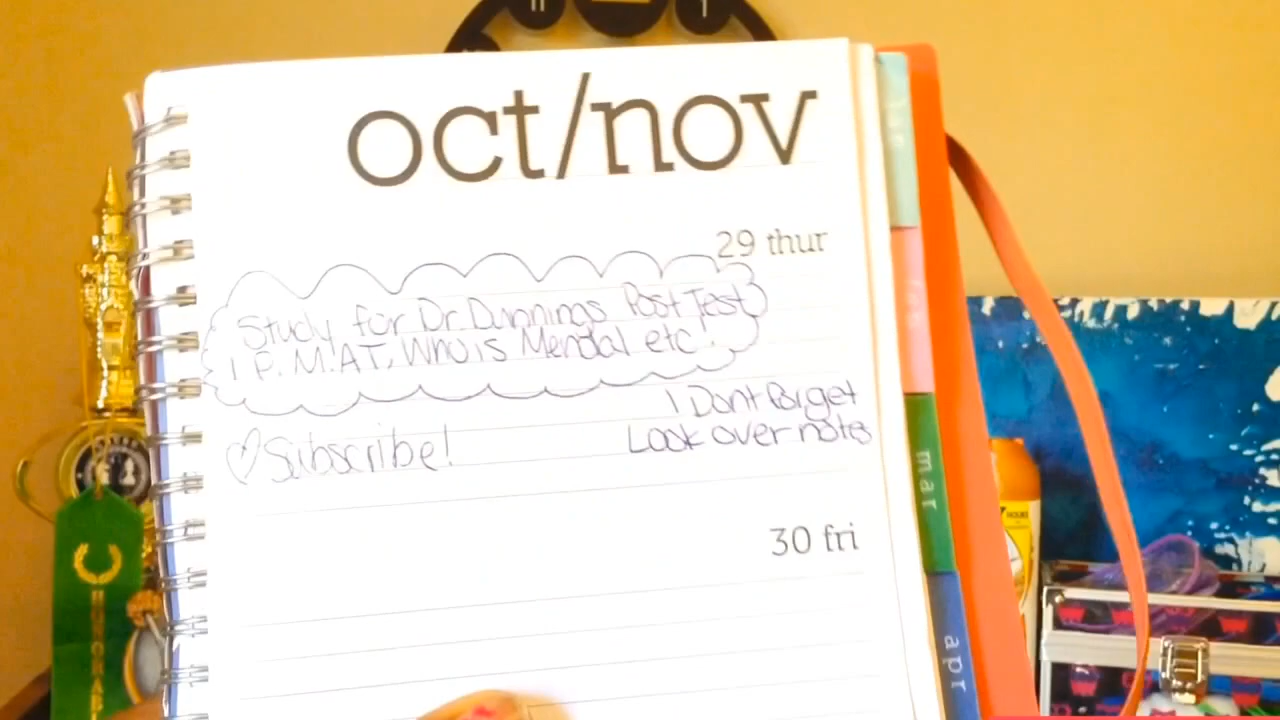 oct/nov
29 thur
Study for Dr. Dunnings Post Test
I P.M.A.T, Who is Mendal etc.
I Dont Forget
Look over notes
♡ Subscribe!
30 fri
mar
apr